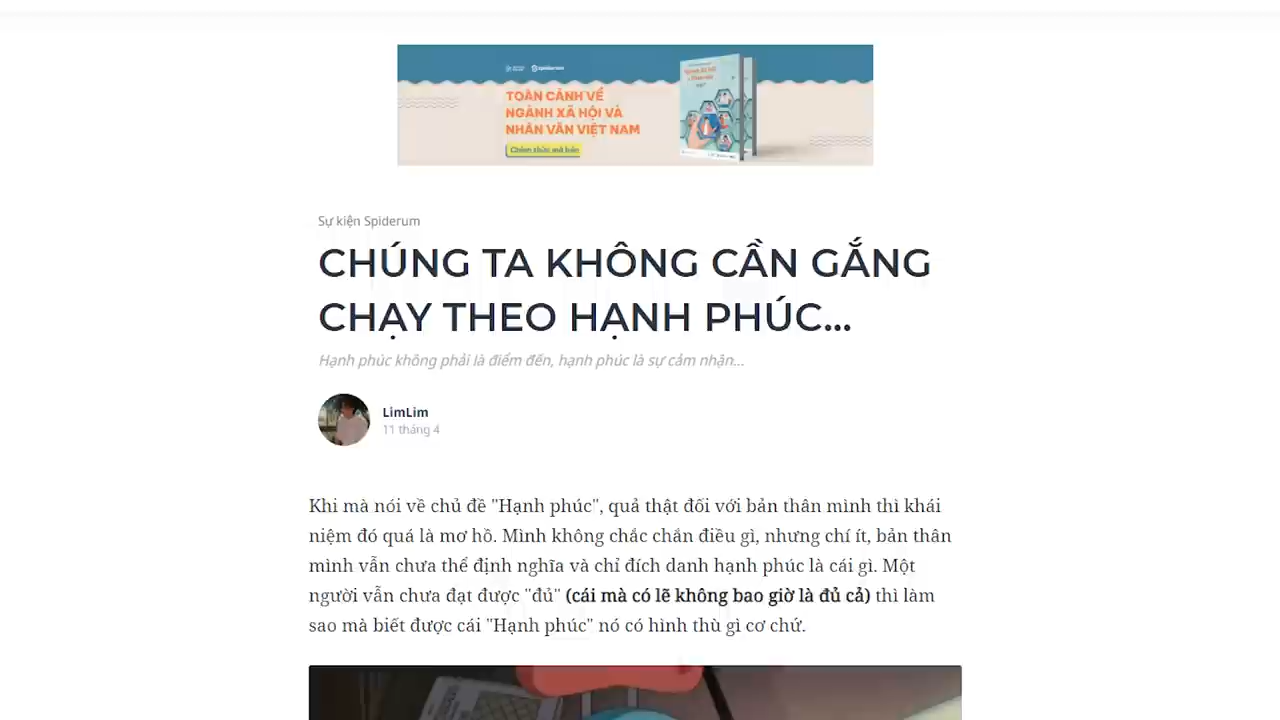 spiderum
TOÀN CẢNH VỀ
NGÀNH XÃ HỘI VÀ
NHÂN VĂN VIỆT NAM
Chính thức mở bán
Sự kiện Spiderum
CHÚNG TA KHÔNG CẦN GẮNG
CHẠY THEO HẠNH PHÚC...
Hạnh phúc không phải là điểm đến, hạnh phúc là sự cảm nhận...
LimLim
11 tháng 4
Khi mà nói về chủ đề "Hạnh phúc", quả thật đối với bản thân mình thì khái
niệm đó quá là mơ hồ. Mình không chắc chắn điều gì, nhưng chí ít, bản thân
mình vẫn chưa thể định nghĩa và chỉ đích danh hạnh phúc là cái gì. Một
người vẫn chưa đạt được "đủ" (cái mà có lẽ không bao giờ là đủ cả) thì làm
sao mà biết được cái "Hạnh phúc" nó có hình thù gì cơ chứ.